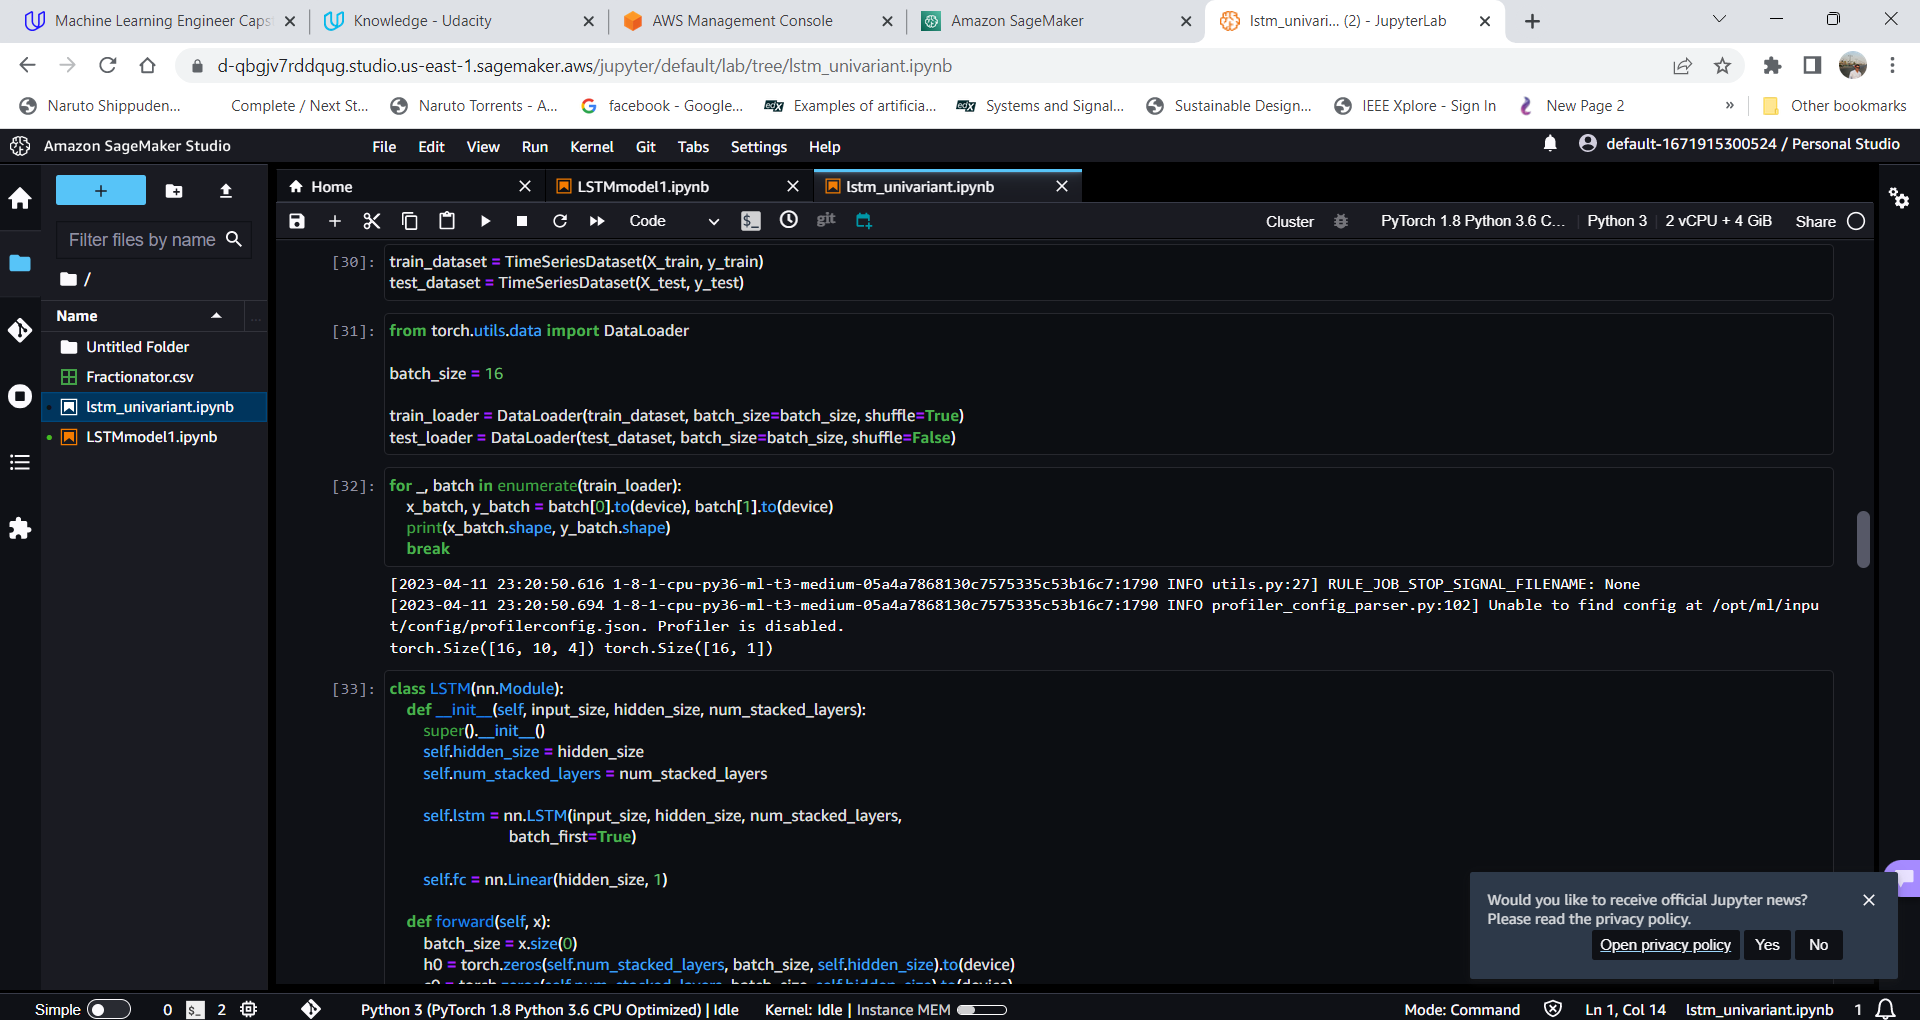 Machine Learning Engineer Caps
Knowledge - Udacity
AWS Management Console
Amazon SageMaker
lstm_univari... (2) - JupyterLab
d-qbgjv7rddqug.studio.us-east-1.sagemaker.aws/jupyter/default/lab/tree/lstm_univariant.ipynb
Naruto Shippuden...
Complete / Next St...
Naruto Torrents - A...
facebook - Google...
Examples of artificia...
Systems and Signal...
Sustainable Design...
IEEE Xplore - Sign In
New Page 2
»
Other bookmarks
Amazon SageMaker Studio
File Edit View Run Kernel Git Tabs Settings Help
default-1671915300524 / Personal Studio
Home
LSTMmodel1.ipynb
lstm_univariant.ipynb
Code
git
Cluster
PyTorch 1.8 Python 3.6 C...
Python 3
2 vCPU + 4 GiB
Share
Filter files by name
/
Name
Untitled Folder
Fractionator.csv
lstm_univariant.ipynb
LSTMmodel1.ipynb
[30]: train_dataset = TimeSeriesDataset(X_train, y_train)
test_dataset = TimeSeriesDataset(X_test, y_test)
[31]: from torch.utils.data import DataLoader
batch_size = 16
train_loader = DataLoader(train_dataset, batch_size=batch_size, shuffle=True)
test_loader = DataLoader(test_dataset, batch_size=batch_size, shuffle=False)
[32]: for _, batch in enumerate(train_loader):
x_batch, y_batch = batch[0].to(device), batch[1].to(device)
print(x_batch.shape, y_batch.shape)
break
[2023-04-11 23:20:50.616 1-8-1-cpu-py36-ml-t3-medium-05a4a7868130c7575335c53b16c7:1790 INFO utils.py:27] RULE_JOB_STOP_SIGNAL_FILENAME: None
[2023-04-11 23:20:50.694 1-8-1-cpu-py36-ml-t3-medium-05a4a7868130c7575335c53b16c7:1790 INFO profiler_config_parser.py:102] Unable to find config at /opt/ml/inpu
t/config/profilerconfig.json. Profiler is disabled.
torch.Size([16, 10, 4]) torch.Size([16, 1])
[33]: class LSTM(nn.Module):
def __init__(self, input_size, hidden_size, num_stacked_layers):
super().__init__()
self.hidden_size = hidden_size
self.num_stacked_layers = num_stacked_layers
self.lstm = nn.LSTM(input_size, hidden_size, num_stacked_layers,
batch_first=True)
self.fc = nn.Linear(hidden_size, 1)
def forward(self, x):
batch_size = x.size(0)
h0 = torch.zeros(self.num_stacked_layers, batch_size, self.hidden_size).to(device)
Would you like to receive official Jupyter news?
Please read the privacy policy.
Open privacy policy
Yes
No
Simple
0
2
Python 3 (PyTorch 1.8 Python 3.6 CPU Optimized) | Idle
Kernel: Idle | Instance MEM
Mode: Command
Ln 1, Col 14
lstm_univariant.ipynb
1